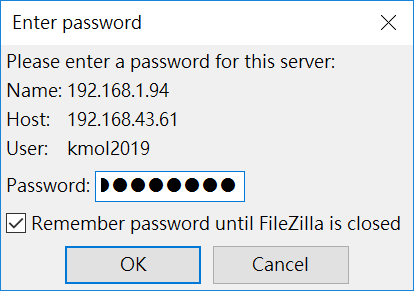 Enter password
Please enter a password for this server:
Name: 192.168.1.94
Host: 192.168.43.61
User: kmol2019
Password: ●●●●●●●●
Remember password until FileZilla is closed
OK Cancel